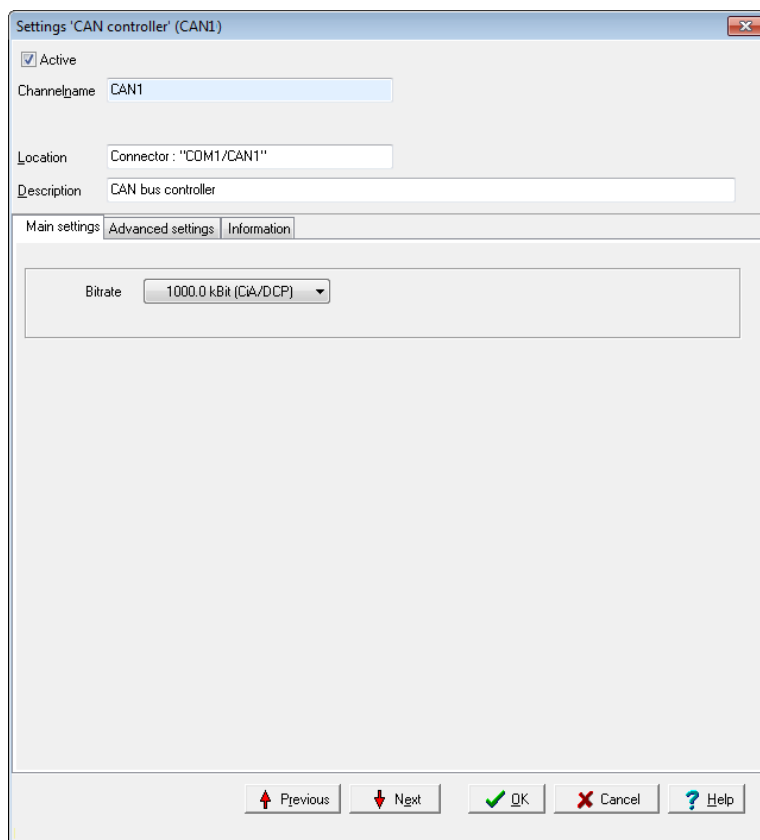 Settings 'CAN controller' (CAN1)
Active
Channelname CAN1
Location Connector : "COM1/CAN1"
Description CAN bus controller
Main settings Advanced settings Information
Bitrate 1000.0 kBit (CiA/DCP)
Previous Next OK Cancel Help